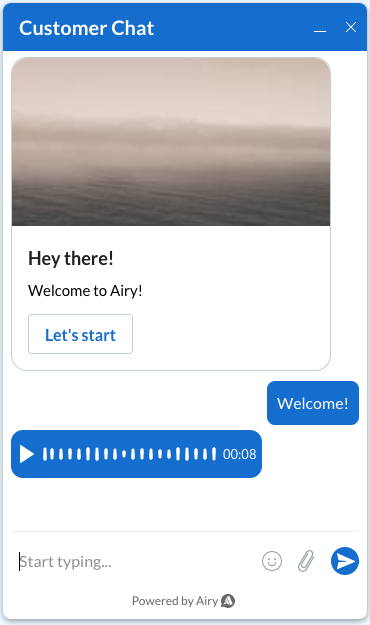 Customer Chat
Hey there!
Welcome to Airy!
Let's start
Welcome!
00:08
Start typing...
Powered by Airy